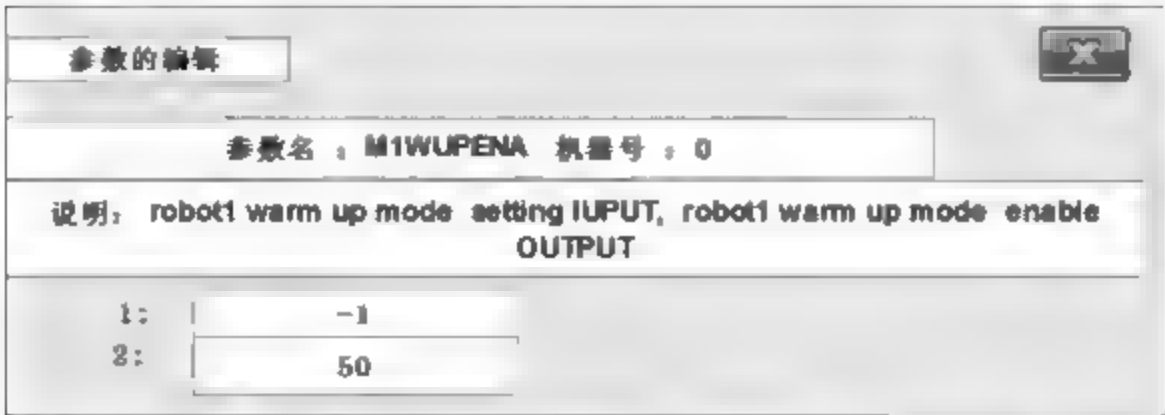 参数的编辑
X
参数名：M1WUPENA 机器号：0
说明： robot1 warm up mode setting IUPUT, robot1 warm up mode enable
OUTPUT
1: -1
2: 50